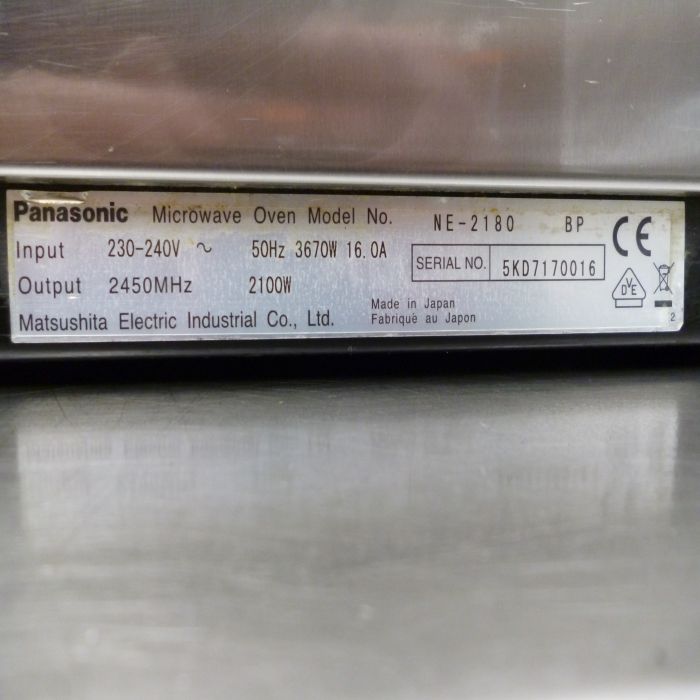 Panasonic Microwave Oven Model No. NE-2180 BP
Input 230-240V ~ 50Hz 3670W 16.0A
SERIAL NO. 5KD7170016
Output 2450MHz 2100W
Matsushita Electric Industrial Co., Ltd.
Made in Japan
Fabriqué au Japon
CE
DVE
2